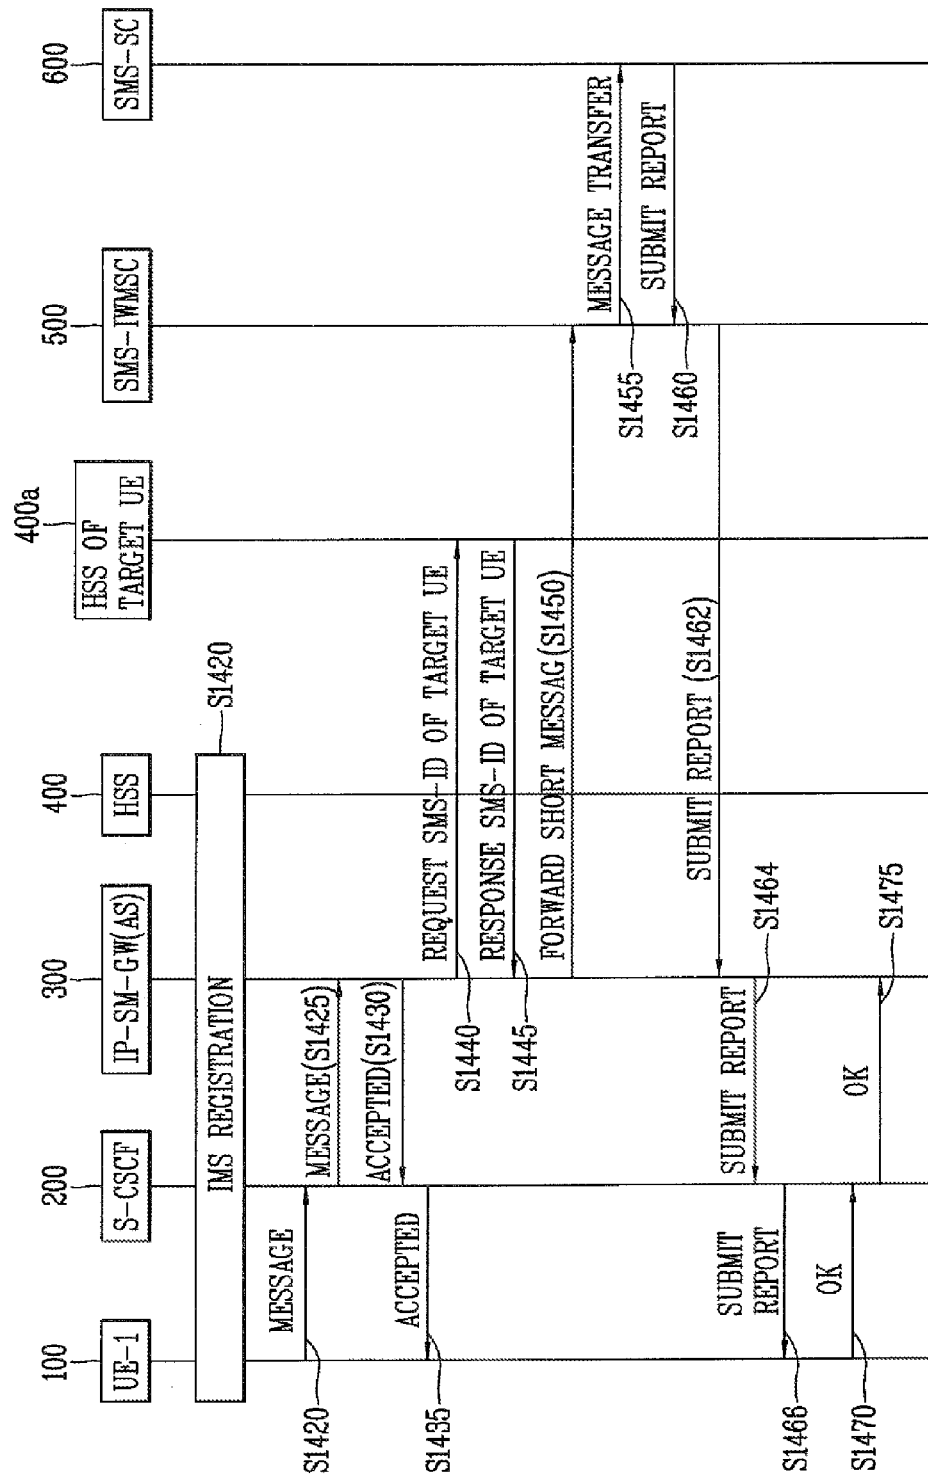 100
200
300
400
400a
500
600
UE-1
S-CSCF
IP-SM-GW(AS)
HSS
HSS OF
TARGET UE
SMS-IWMSC
SMS-SC
IMS REGISTRATION
S1420
MESSAGE
S1420
MESSAGE(S1425)
ACCEPTED(S1430)
ACCEPTED
S1435
REQUEST SMS-ID OF TARGET UE
S1440
RESPONSE SMS-ID OF TARGET UE
S1445
FORWARD SHORT MESSAG(S1450)
MESSAGE TRANSFER
S1455
SUBMIT REPORT
S1460
SUBMIT REPORT(S1462)
SUBMIT REPORT
S1464
SUBMIT
REPORT
S1466
OK
S1470
OK
S1475